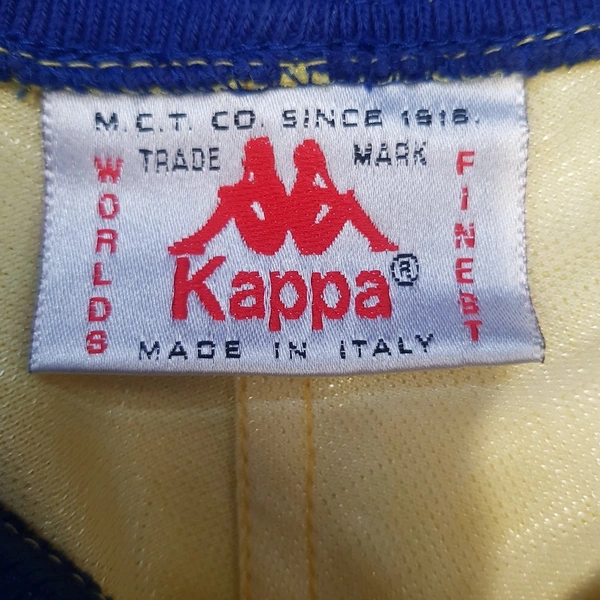 M.C.T. CO. SINCE 1916.
TRADE MARK
WORLDS
FINEST
Kappa®
MADE IN ITALY